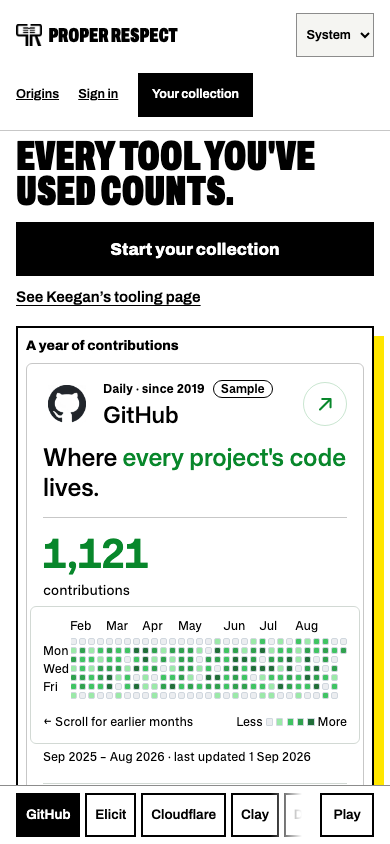 PROPER RESPECT
System
Origins
Sign in
Your collection
EVERY TOOL YOU'VE
USED COUNTS.
Start your collection
See Keegan’s tooling page
A year of contributions
Daily · since 2019
Sample
GitHub
Where every project's code
lives.
1,121
contributions
Feb Mar Apr May Jun Jul Aug
Mon
Wed
Fri
← Scroll for earlier months
Less
More
Sep 2025 – Aug 2026 · last updated 1 Sep 2026
GitHub
Elicit
Cloudflare
Clay
Play